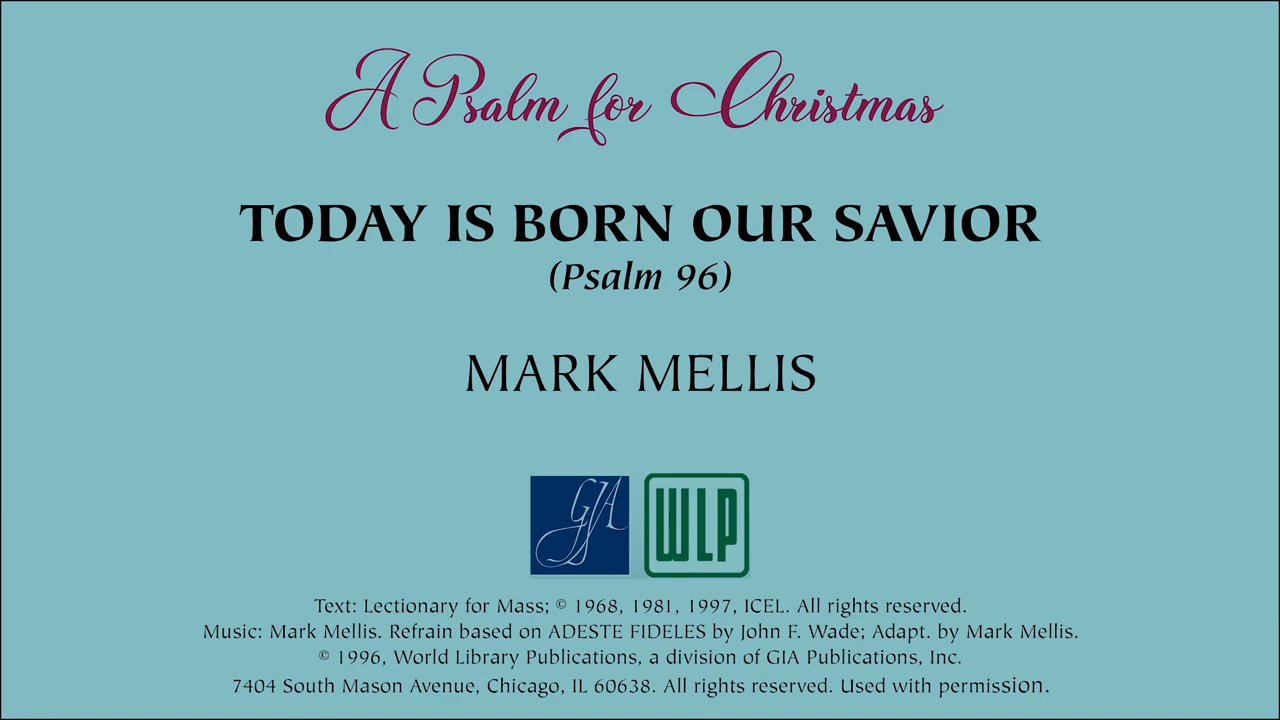 A Psalm for Christmas
TODAY IS BORN OUR SAVIOR
(Psalm 96)
MARK MELLIS
GIA WLP
Text: Lectionary for Mass; © 1968, 1981, 1997, ICEL. All rights reserved.
Music: Mark Mellis. Refrain based on ADESTE FIDELES by John F. Wade; Adapt. by Mark Mellis.
© 1996, World Library Publications, a division of GIA Publications, Inc.
7404 South Mason Avenue, Chicago, IL 60638. All rights reserved. Used with permission.